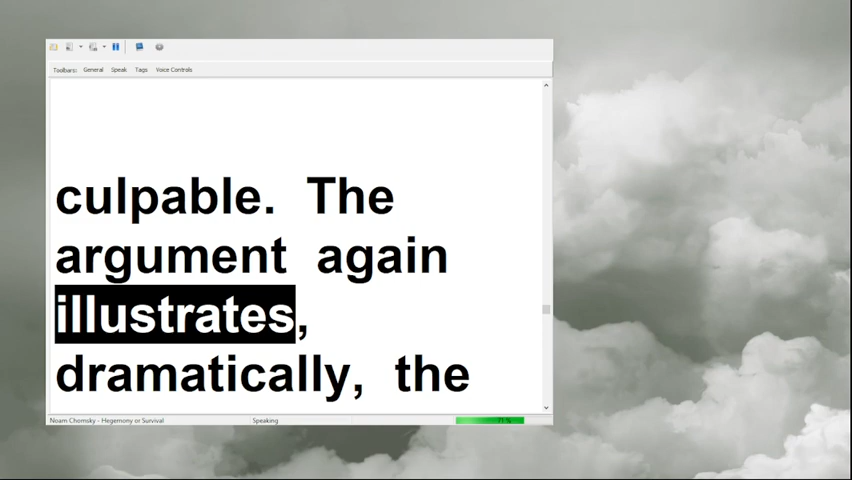 Toolbars: General Speak Tags Voice Controls
culpable. The
argument again
illustrates,
dramatically, the
Noam Chomsky - Hegemony or Survival Speaking 71 %